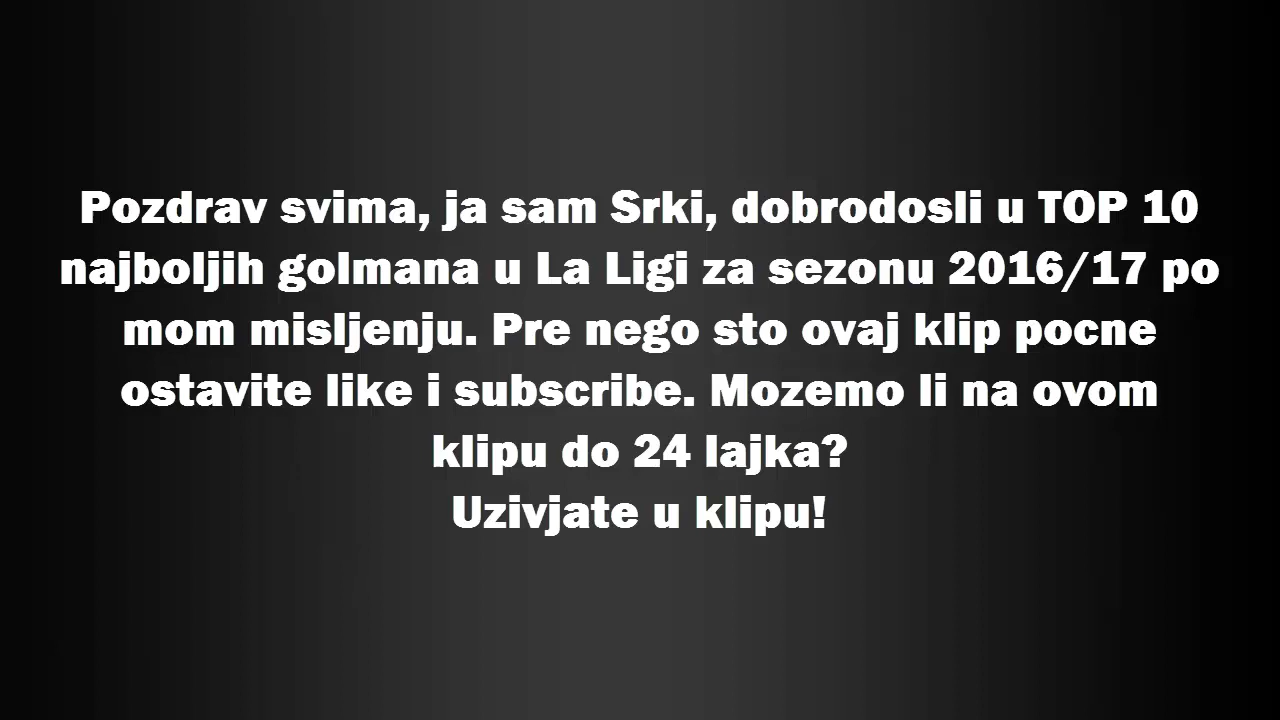 Pozdrav svima, ja sam Srki, dobrodosli u TOP 10
najboljih golmana u La Ligi za sezonu 2016/17 po
mom misljenju. Pre nego sto ovaj klip pocne
ostavite like i subscribe. Mozemo li na ovom
klipu do 24 lajka?
Uzivjate u klipu!